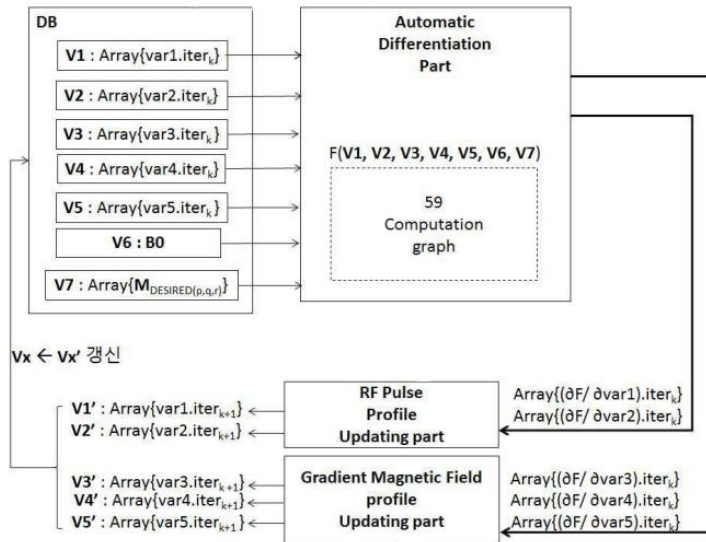 DB
V1 : Array{var1.iterₖ}
V2 : Array{var2.iterₖ}
V3 : Array{var3.iterₖ}
V4 : Array{var4.iterₖ}
V5 : Array{var5.iterₖ}
V6 : B0
V7 : Array{M_DESIRED(p,q,r)}
Automatic
Differentiation
Part
F(V1, V2, V3, V4, V5, V6, V7)
59
Computation
graph
Vx ← Vx' 갱신
V1' : Array{var1.iterₖ₊₁}
V2' : Array{var2.iterₖ₊₁}
RF Pulse
Profile
Updating part
Array{(∂F/ ∂var1).iterₖ}
Array{(∂F/ ∂var2).iterₖ}
V3' : Array{var3.iterₖ₊₁}
V4' : Array{var4.iterₖ₊₁}
V5' : Array{var5.iterₖ₊₁}
Gradient Magnetic Field
profile
Updating part
Array{(∂F/ ∂var3).iterₖ}
Array{(∂F/ ∂var4).iterₖ}
Array{(∂F/ ∂var5).iterₖ}